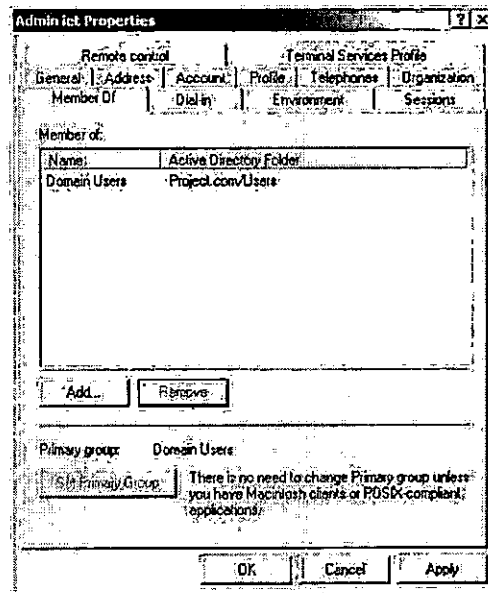 Admin ict Properties
Remote control Terminal Services Profile
General Address Account Profile Telephones Organization
Member Of Dial-in Environment Sessions
Member of:
Name: Active Directory Folder
Domain Users Project.com/Users
Add... Remove
Primary group: Domain Users
Set Primary Group
There is no need to change Primary group unless
you have Macintosh clients or POSIX-compliant
applications.
OK Cancel Apply